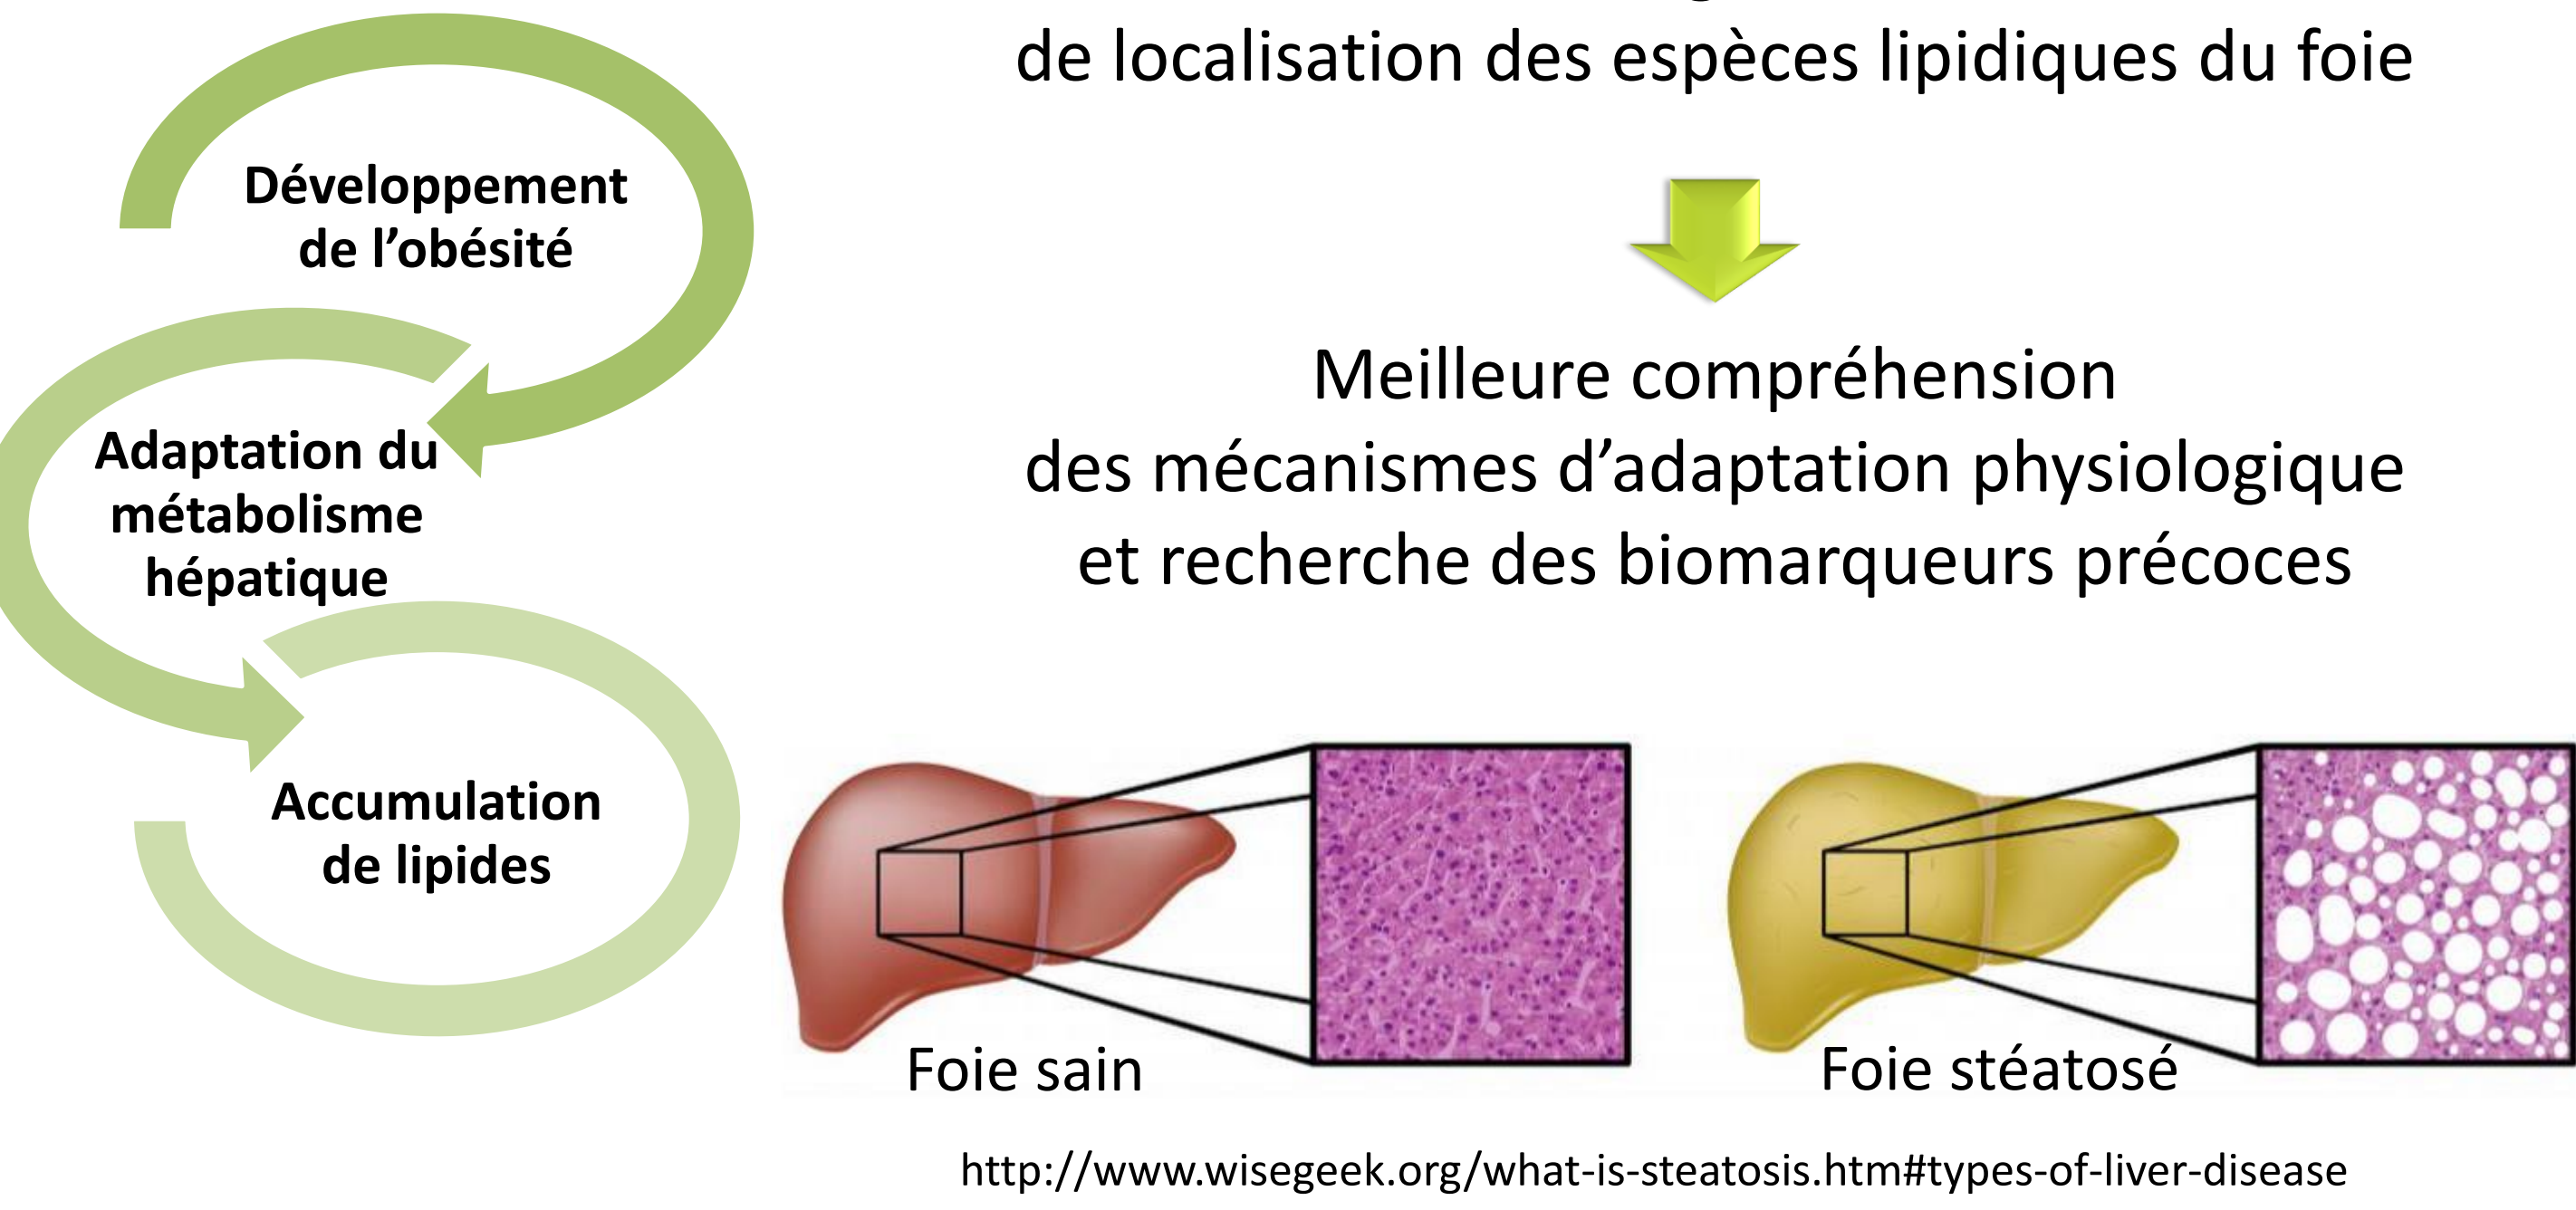 de localisation des espèces lipidiques du foie
Développement
de l’obésité
Adaptation du
métabolisme
hépatique
Accumulation
de lipides
Meilleure compréhension
des mécanismes d’adaptation physiologique
et recherche des biomarqueurs précoces
Foie sain
Foie stéatosé
http://www.wisegeek.org/what-is-steatosis.htm#types-of-liver-disease